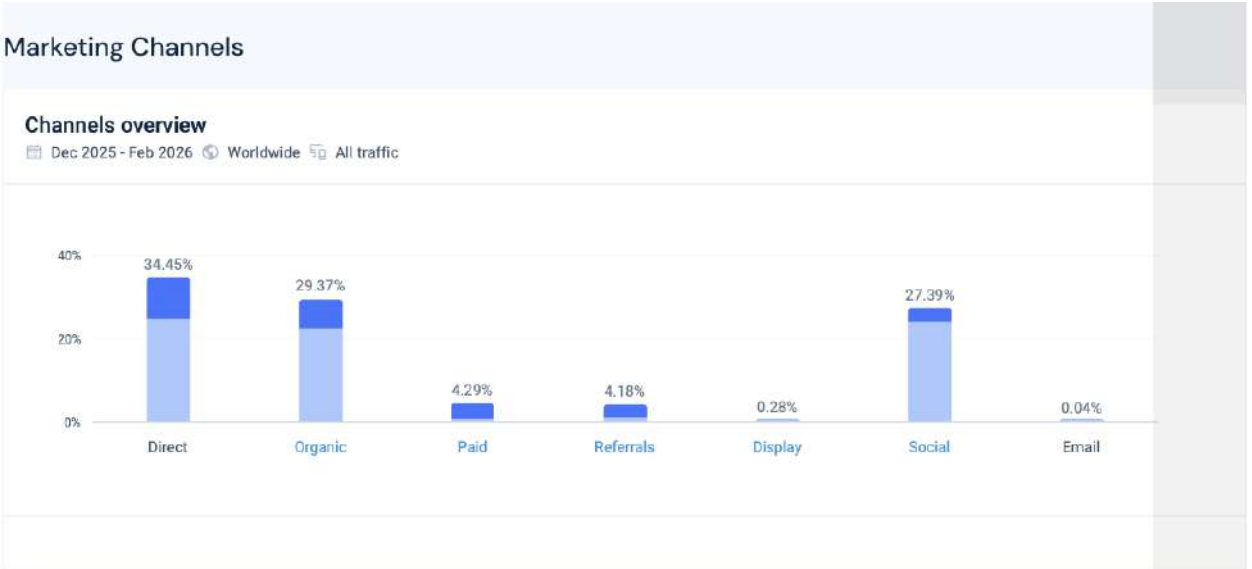 Marketing Channels
Channels overview
Dec 2025 - Feb 2026 Worldwide All traffic
40%
34.45%
29.37%
27.39%
20%
4.29%
4.18%
0.28%
0.04%
0%
Direct Organic Paid Referrals Display Social Email